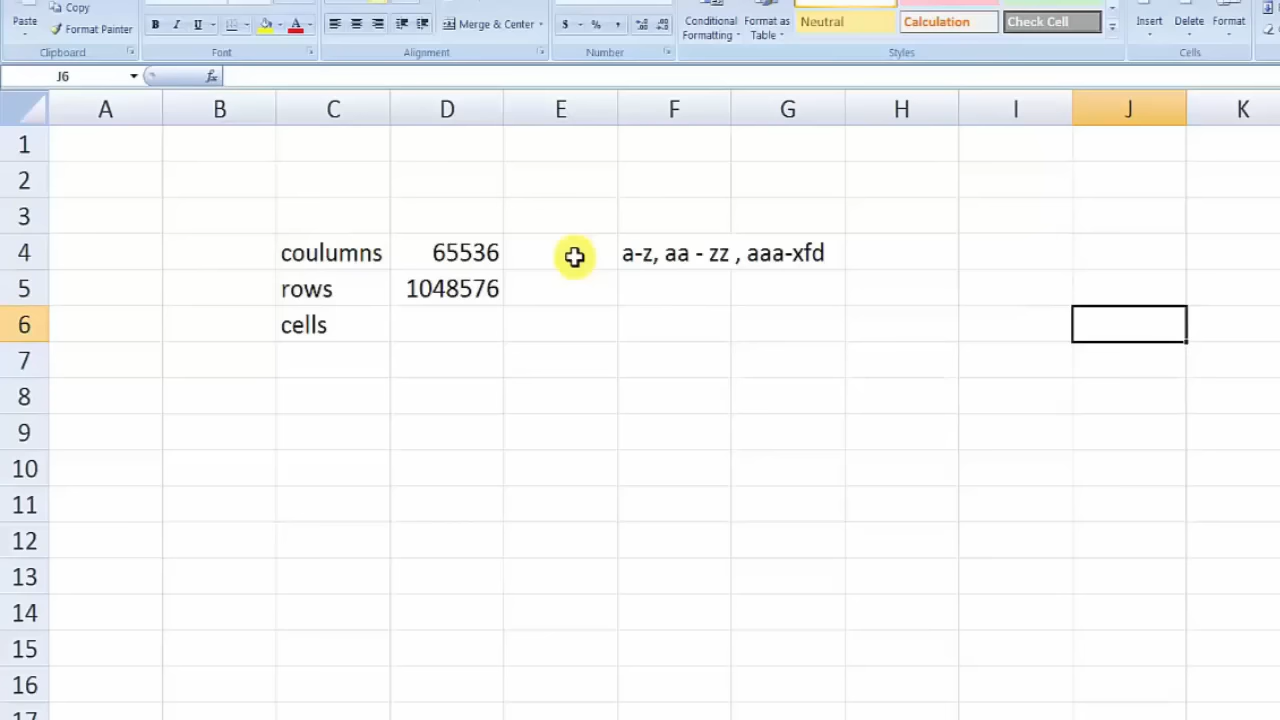 Copy
Paste
Format Painter
B I U A
Merge & Center
$ % ,
Conditional Formatting
Format as Table
Neutral
Calculation
Check Cell
Insert
Delete
Format
Clipboard
Font
Alignment
Number
Styles
Cells
J6
fx
A B C D E F G H I J K
1
2
3
4 coulumns 65536 a-z, aa - zz , aaa-xfd
5 rows 1048576
6 cells
7
8
9
10
11
12
13
14
15
16
17